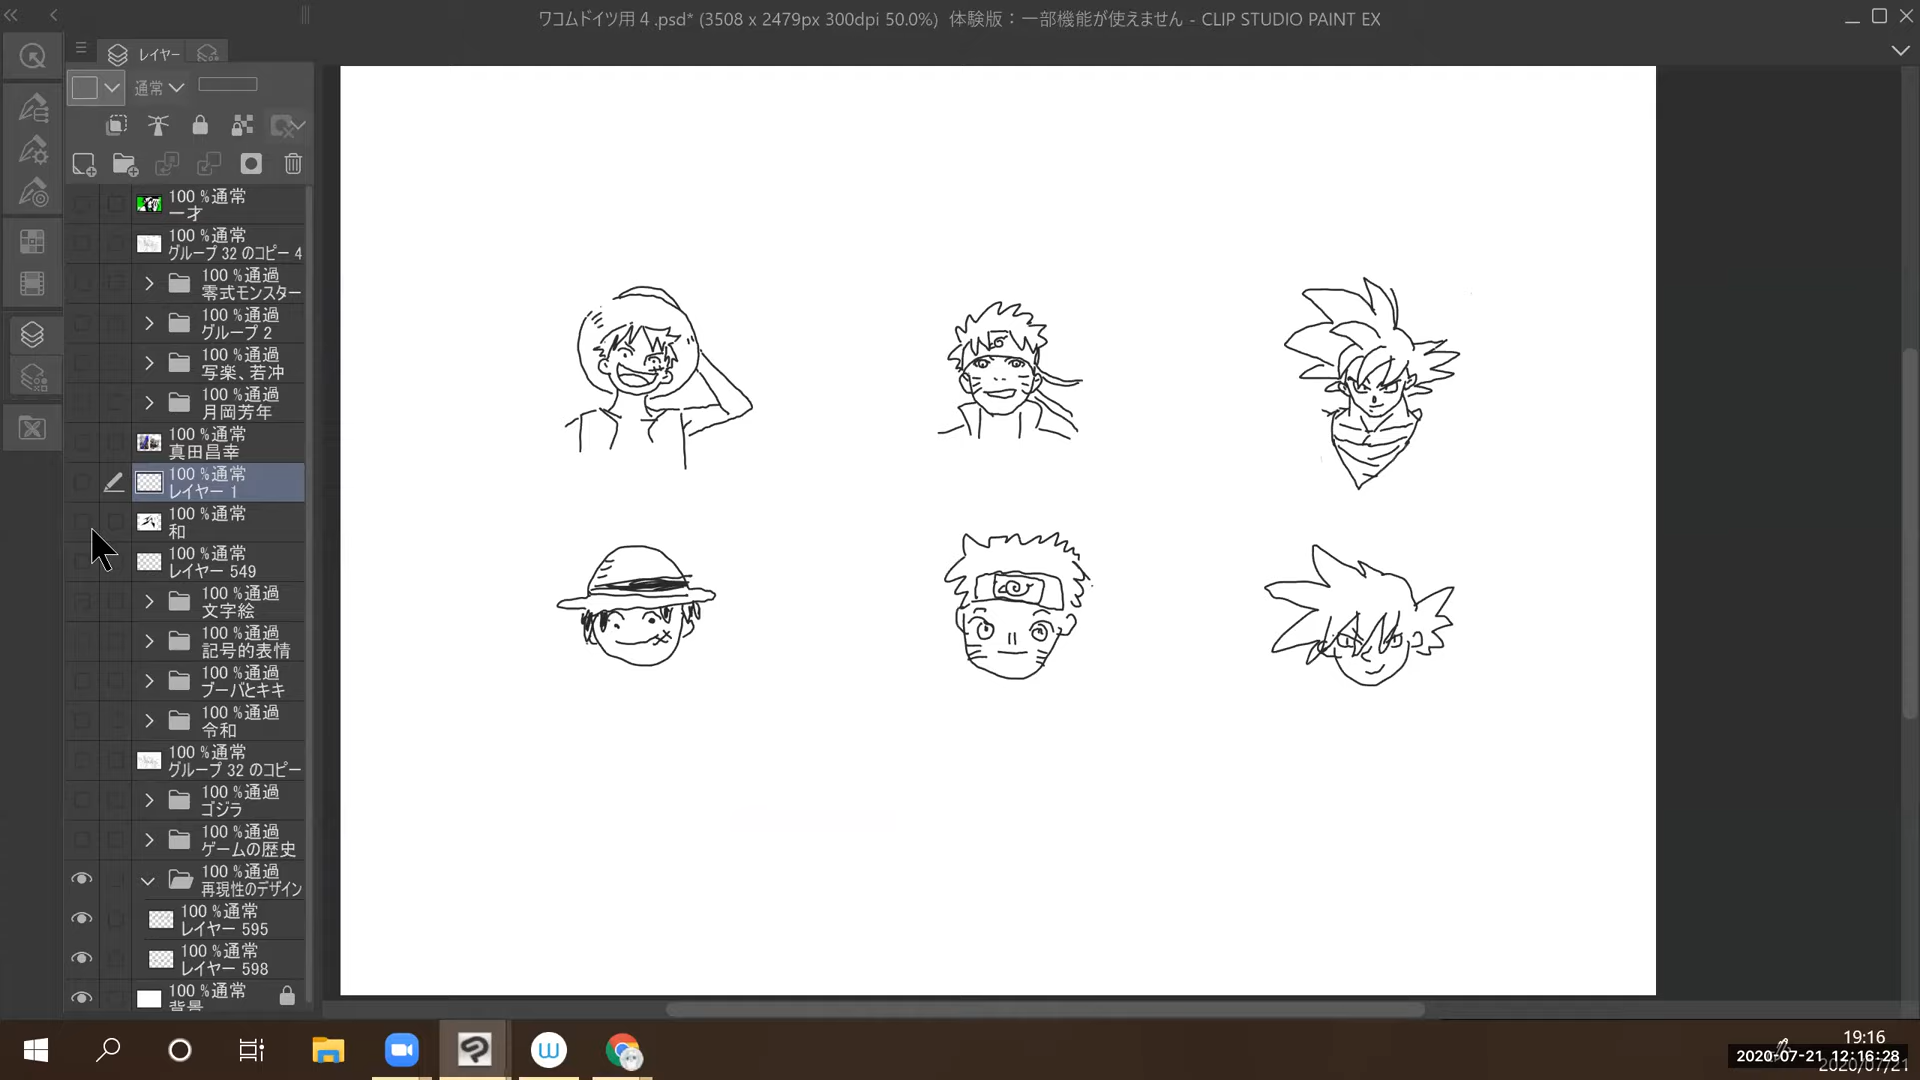 ワコムドイツ用４.psd* (3508 x 2479px 300dpi 50.0%) 体験版：一部機能が使えません - CLIP STUDIO PAINT EX
レイヤー
通常
100 %通常
一才
100 %通常
グループ 32 のコピー 4
100 %通過
零式モンスター
100 %通過
グループ 2
100 %通過
写楽、若冲
100 %通過
月岡芳年
100 %通常
真田昌幸
100 %通常
レイヤー 1
100 %通常
和
100 %通常
レイヤー 549
100 %通過
文字絵
100 %通過
記号的表情
100 %通過
ブーバとキキ
100 %通過
令和
100 %通常
グループ 32 のコピー
100 %通過
ゴジラ
100 %通過
ゲームの歴史
100 %通過
再現性のデザイン
100 %通常
レイヤー 595
100 %通常
レイヤー 598
100 %通常
背景
19:16
2020-07-21 12:16:28
2020/07/21